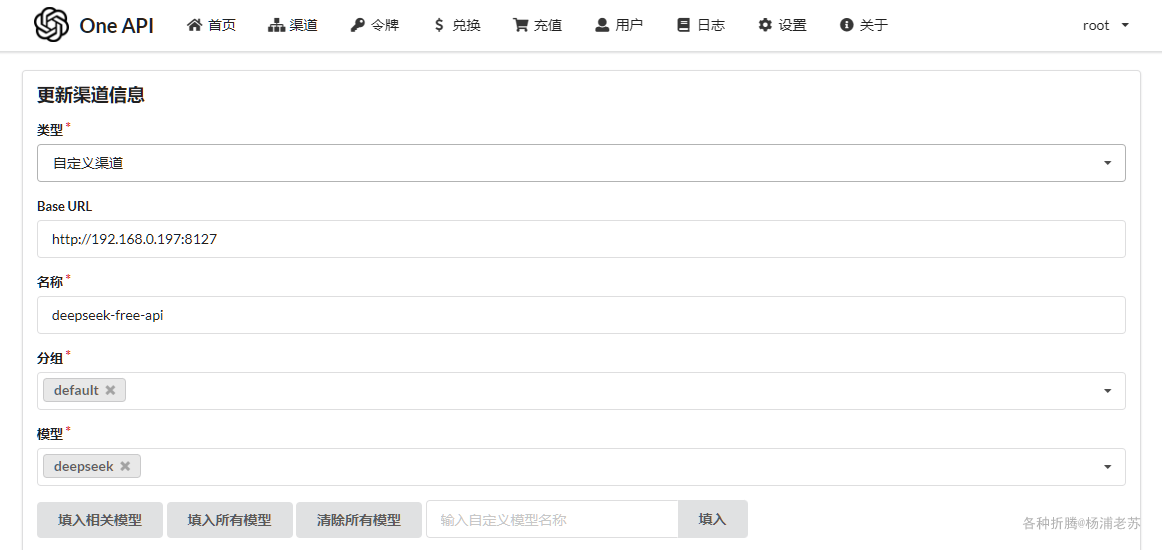 One API 首页 渠道 令牌 兑换 充值 用户 日志 设置 关于 root
更新渠道信息
类型*
自定义渠道
Base URL
http://192.168.0.197:8127
名称*
deepseek-free-api
分组*
default
模型*
deepseek
填入相关模型 填入所有模型 清除所有模型 输入自定义模型名称 填入
各种折腾@杨浦老苏